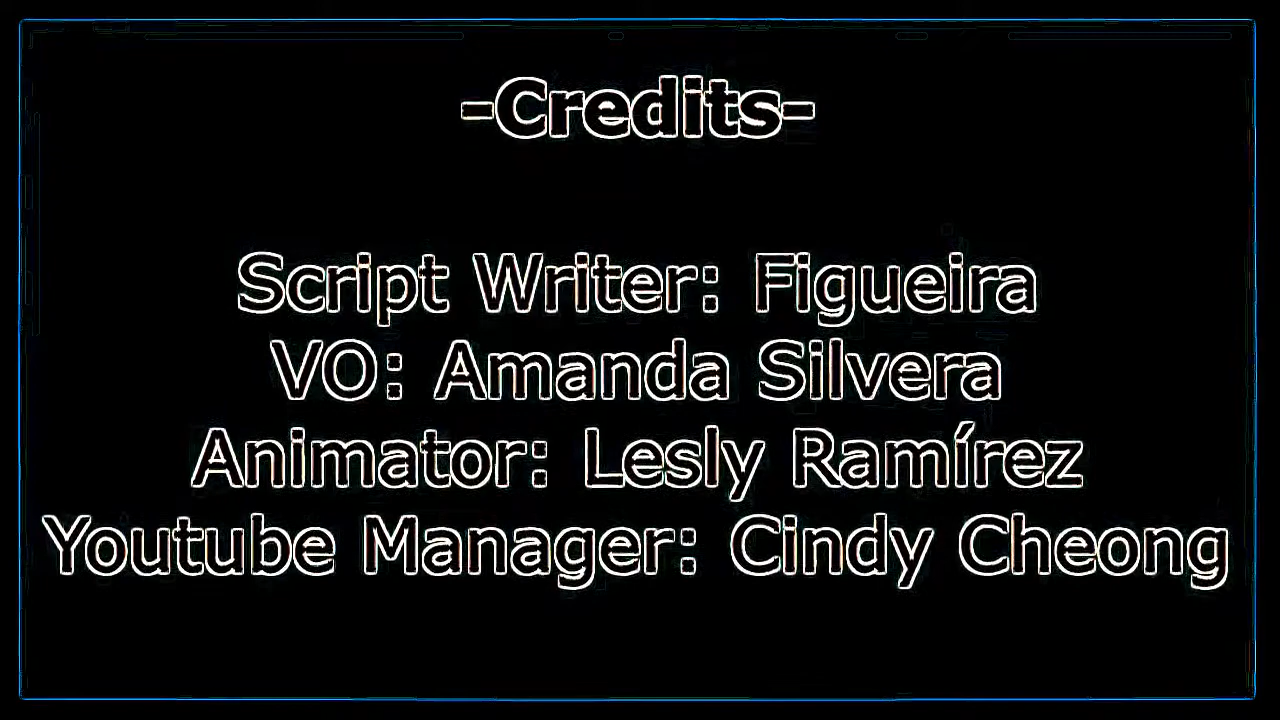 -Credits-
Script Writer: Figueira
VO: Amanda Silvera
Animator: Lesly Ramírez
Youtube Manager: Cindy Cheong